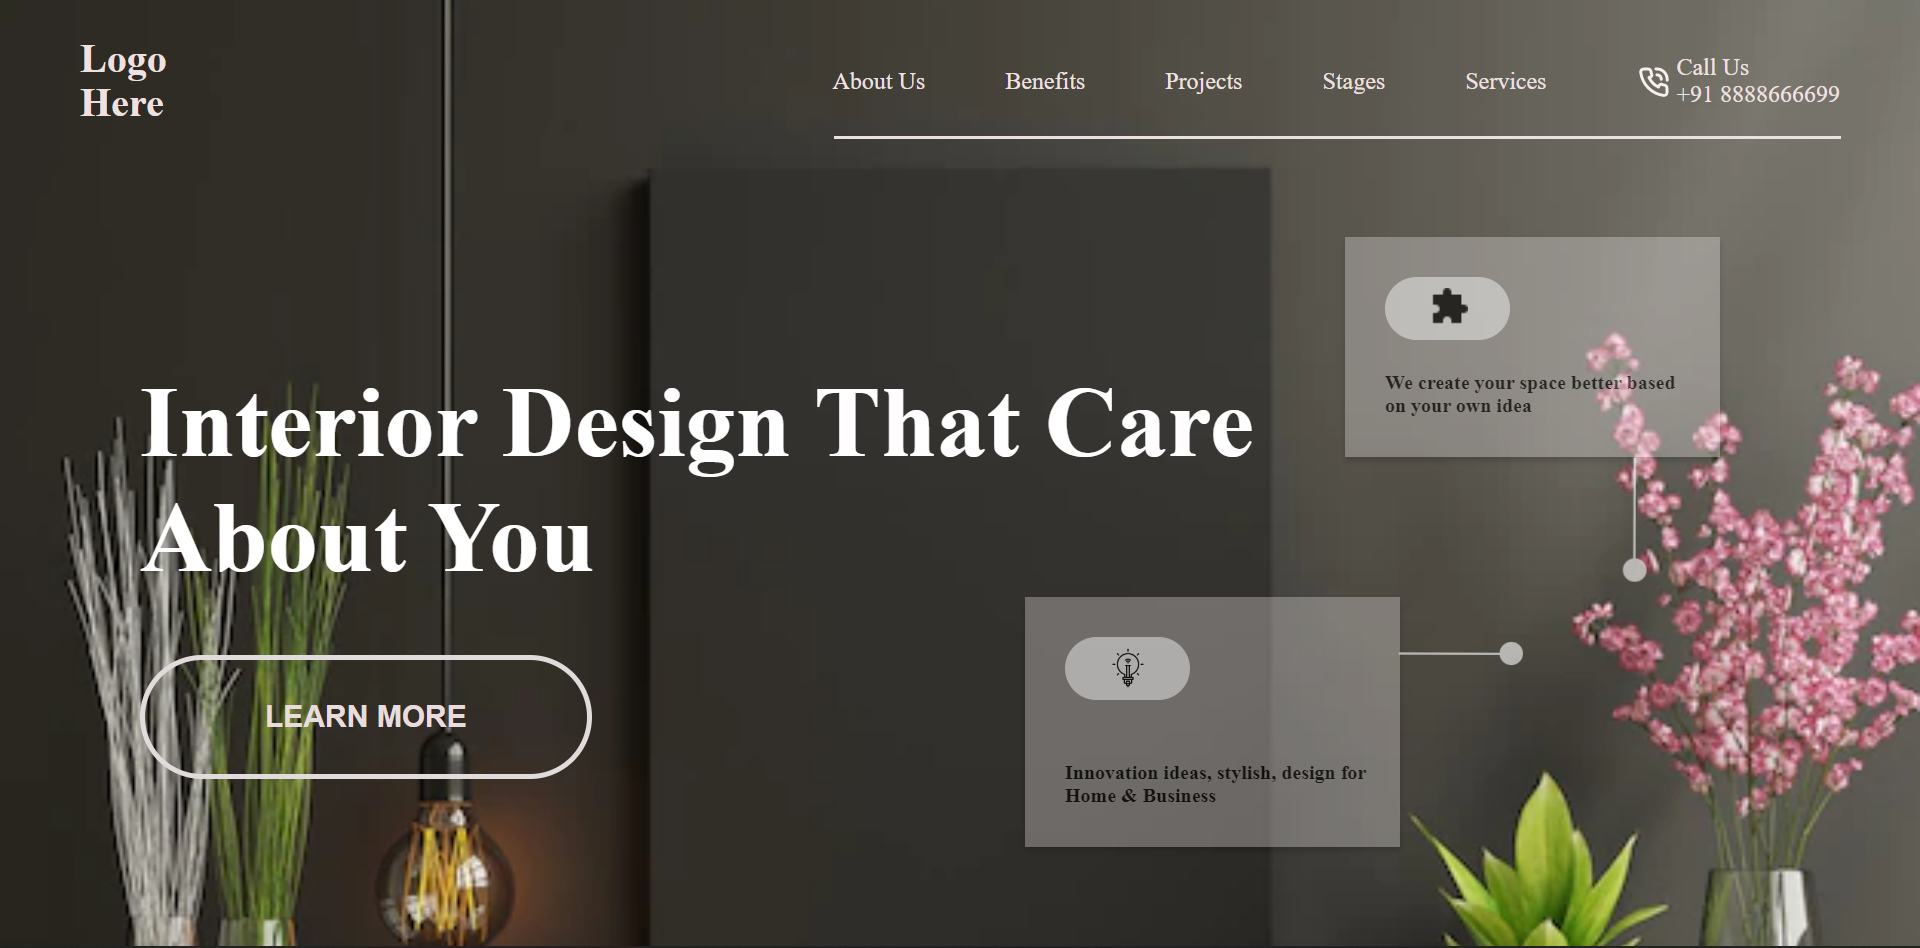 Logo
Here
About Us
Benefits
Projects
Stages
Services
Call Us
+91 8888666699
We create your space better based
on your own idea
Interior Design That Care
About You
LEARN MORE
Innovation ideas, stylish, design for
Home & Business